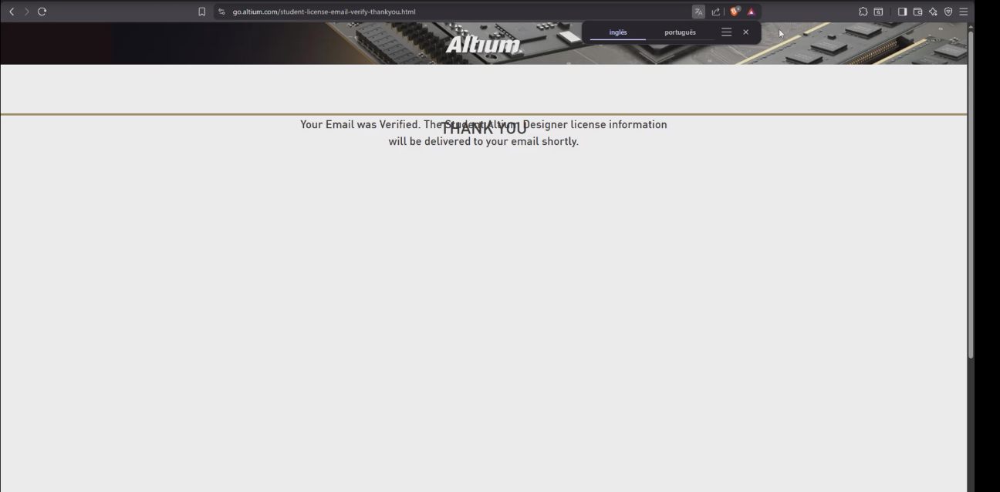 go.altium.com/student-license-email-verify-thankyou.html
inglês português
Altium.
THANK YOU
Your Email was Verified. The Student Altium Designer license information
will be delivered to your email shortly.